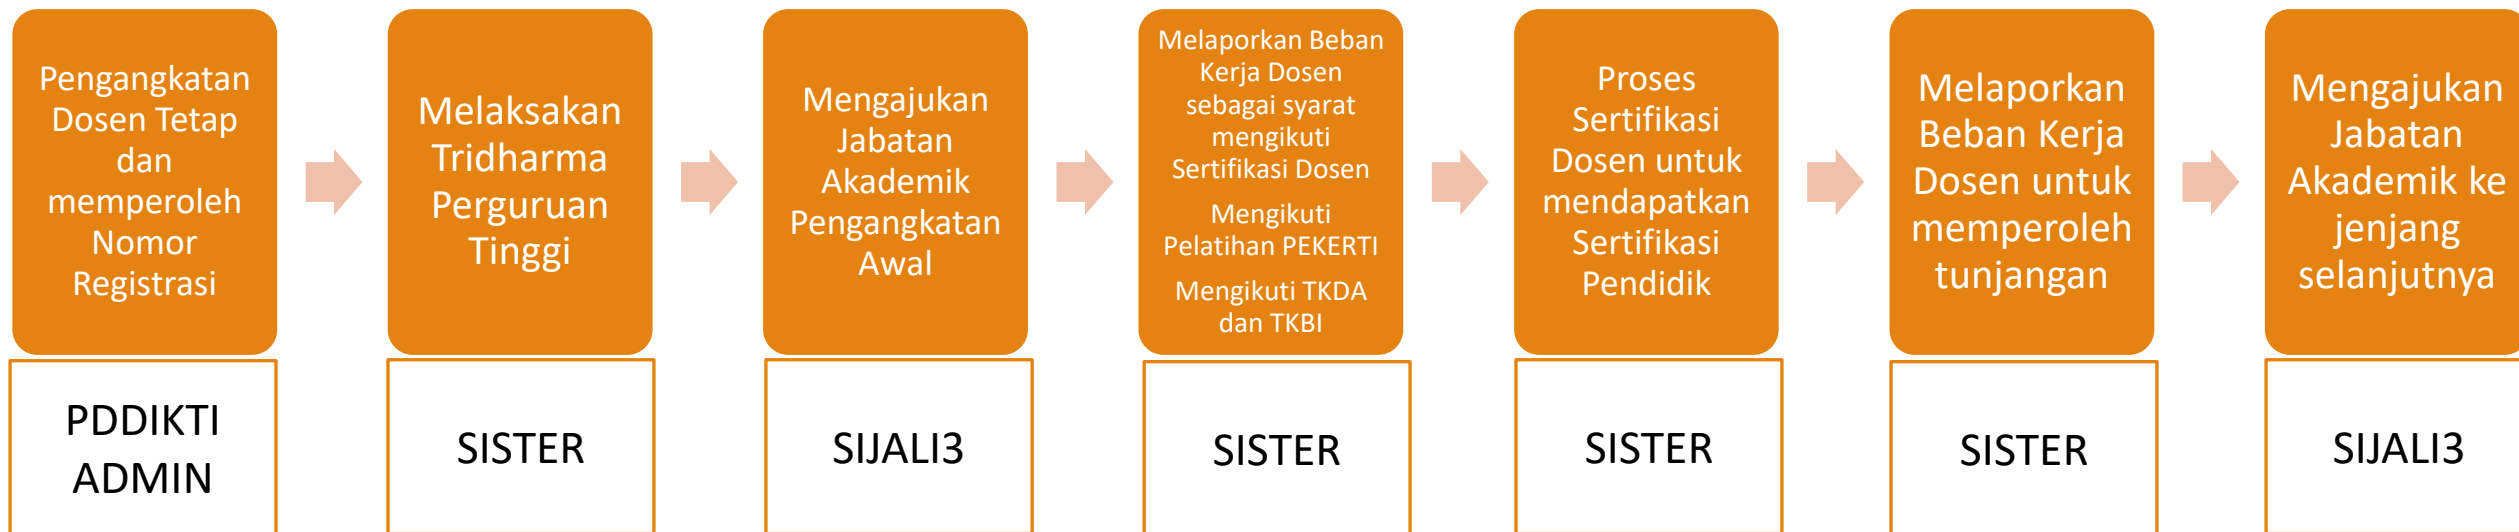 Pengangkatan
Dosen Tetap
dan
memperoleh
Nomor
Registrasi
PDDIKTI
ADMIN
Melaksakan
Tridharma
Perguruan
Tinggi
SISTER
Mengajukan
Jabatan
Akademik
Pengangkatan
Awal
SIJALI3
Melaporkan Beban
Kerja Dosen
sebagai syarat
mengikuti
Sertifikasi Dosen
Mengikuti
Pelatihan PEKERTI
Mengikuti TKDA
dan TKBI
SISTER
Proses
Sertifikasi
Dosen untuk
mendapatkan
Sertifikasi
Pendidik
SISTER
Melaporkan
Beban Kerja
Dosen untuk
memperoleh
tunjangan
SISTER
Mengajukan
Jabatan
Akademik ke
jenjang
selanjutnya
SIJALI3